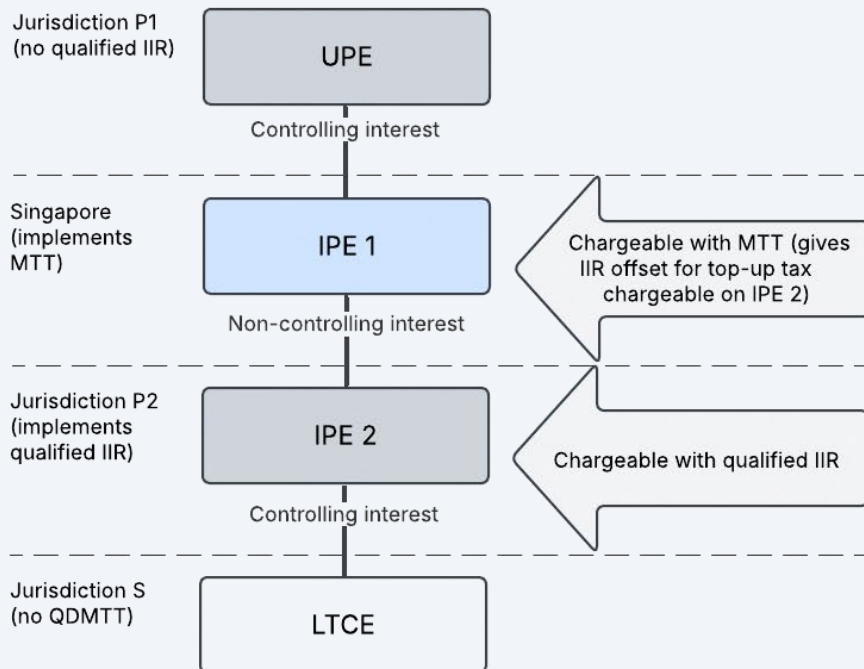 Jurisdiction P1
(no qualified IIR)
UPE
Controlling interest
Singapore
(implements
MTT)
IPE 1
Chargeable with MTT (gives
IIR offset for top-up tax
chargeable on IPE 2)
Non-controlling interest
Jurisdiction P2
(implements
qualified IIR)
IPE 2
Chargeable with qualified IIR
Controlling interest
Jurisdiction S
(no QDMTT)
LTCE